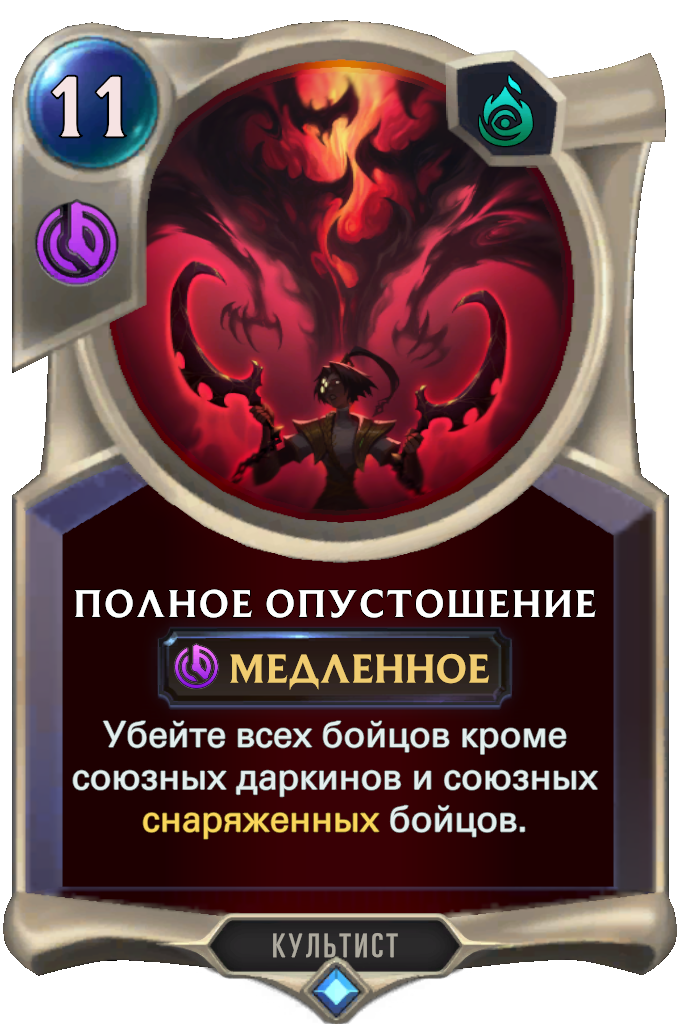 11
ПОЛНОЕ ОПУСТОШЕНИЕ
МЕДЛЕННОЕ
Убейте всех бойцов кроме
союзных даркинов и союзных
снаряженных бойцов.
КУЛЬТИСТ